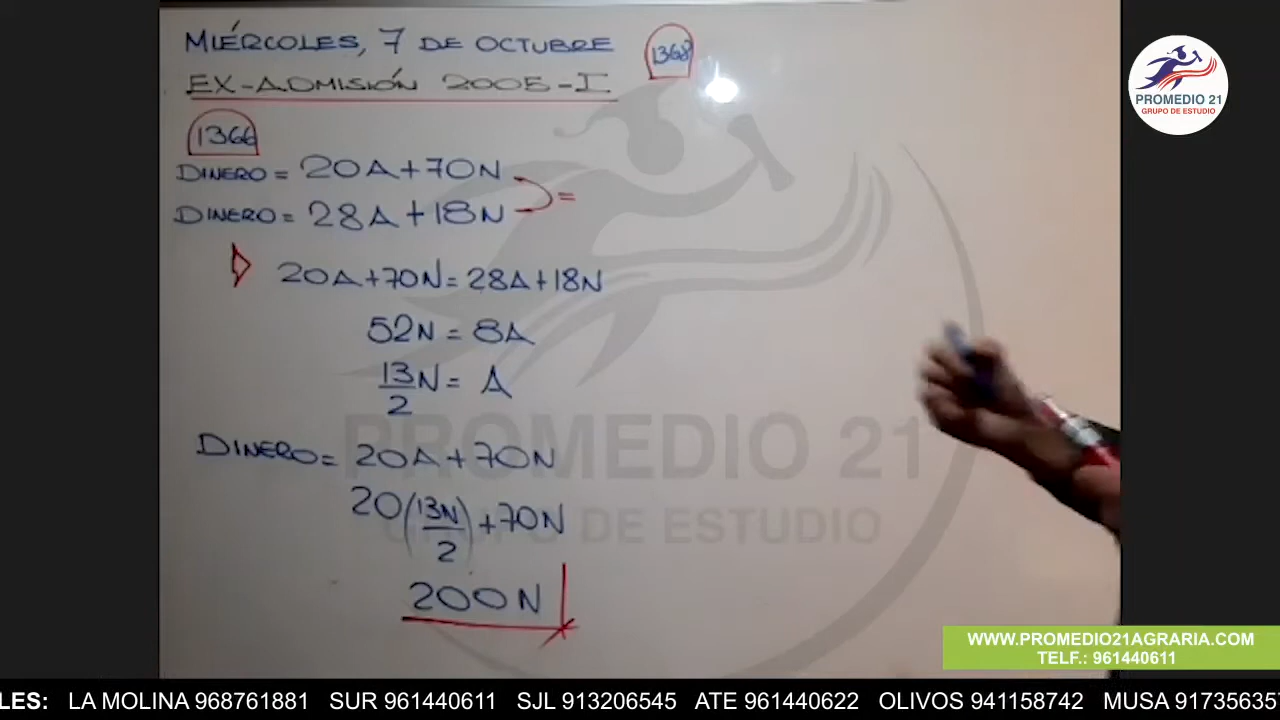 MIÉRCOLES, 7 DE OCTUBRE
EX-ADMISIÓN 2005-I
1366
DINERO = 20A+70N
DINERO = 28A+18N
=
20A+70N = 28A+18N
52N = 8A
13/2 N = A
DINERO = 20A+70N
20(13N/2)+70N
200N
1368
PROMEDIO 21
GRUPO DE ESTUDIO
PROMEDIO 21
GRUPO DE ESTUDIO
WWW.PROMEDIO21AGRARIA.COM
TELF.: 961440611
LES: LA MOLINA 968761881 SUR 961440611 SJL 913206545 ATE 961440622 OLIVOS 941158742 MUSA 91735635